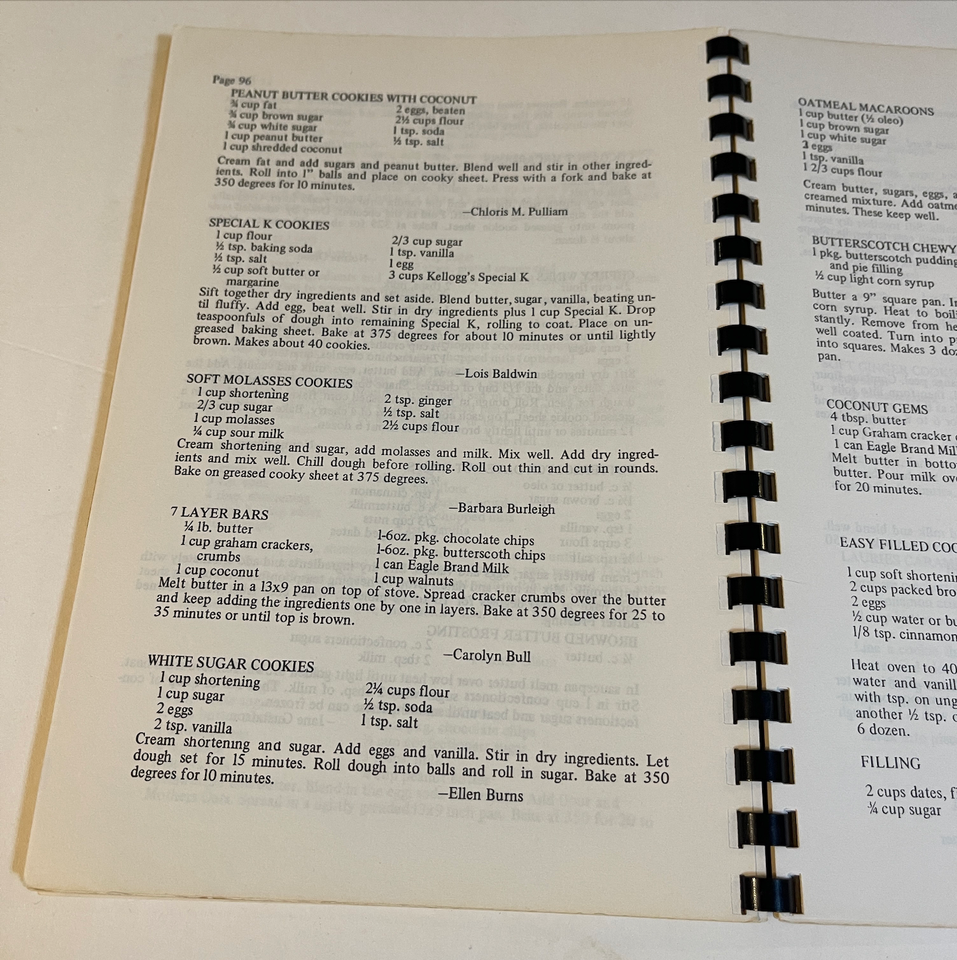 Page 96
PEANUT BUTTER COOKIES WITH COCONUT
¾ cup fat
¾ cup brown sugar
¾ cup white sugar
1 cup peanut butter
1 cup shredded coconut
2 eggs, beaten
2½ cups flour
1 tsp. soda
½ tsp. salt
Cream fat and add sugars and peanut butter. Blend well and stir in other ingred-
ients. Roll into 1" balls and place on cooky sheet. Press with a fork and bake at
350 degrees for 10 minutes.
—Chloris M. Pulliam
SPECIAL K COOKIES
1 cup flour
½ tsp. baking soda
½ tsp. salt
½ cup soft butter or
margarine
2/3 cup sugar
1 tsp. vanilla
1 egg
3 cups Kellogg's Special K
Sift together dry ingredients and set aside. Blend butter, sugar, vanilla, beating un-
til fluffy. Add egg, beat well. Stir in dry ingredients plus 1 cup Special K. Drop
teaspoonfuls of dough into remaining Special K, rolling to coat. Place on un-
greased baking sheet. Bake at 375 degrees for about 10 minutes or until lightly
brown. Makes about 40 cookies.
—Lois Baldwin
SOFT MOLASSES COOKIES
1 cup shortening
2/3 cup sugar
1 cup molasses
¼ cup sour milk
2 tsp. ginger
½ tsp. salt
2½ cups flour
Cream shortening and sugar, add molasses and milk. Mix well. Add dry ingred-
ients and mix well. Chill dough before rolling. Roll out thin and cut in rounds.
Bake on greased cooky sheet at 375 degrees.
—Barbara Burleigh
7 LAYER BARS
¼ lb. butter
1 cup graham crackers,
crumbs
1 cup coconut
1-6oz. pkg. chocolate chips
1-6oz. pkg. butterscoth chips
1 can Eagle Brand Milk
1 cup walnuts
Melt butter in a 13x9 pan on top of stove. Spread cracker crumbs over the butter
and keep adding the ingredients one by one in layers. Bake at 350 degrees for 25 to
35 minutes or until top is brown.
—Carolyn Bull
WHITE SUGAR COOKIES
1 cup shortening
1 cup sugar
2 eggs
2 tsp. vanilla
2¼ cups flour
½ tsp. soda
1 tsp. salt
Cream shortening and sugar. Add eggs and vanilla. Stir in dry ingredients. Let
dough set for 15 minutes. Roll dough into balls and roll in sugar. Bake at 350
degrees for 10 minutes.
—Ellen Burns
OATMEAL MACAROONS
1 cup butter (½ oleo)
1 cup brown sugar
1 cup white sugar
eggs
1 tsp. vanilla
1 2/3 cups flour
Cream butter, sugars, eggs, a
creamed mixture. Add oatme
minutes. These keep well.
BUTTERSCOTCH CHEWY
1 pkg. butterscotch pudding
and pie filling
½ cup light corn syrup
Butter a 9" square pan. In
corn syrup. Heat to boili
stantly. Remove from he
well coated. Turn into p
into squares. Makes 3 doz
pan.
COCONUT GEMS
4 tbsp. butter
1 cup Graham cracker
1 can Eagle Brand Mil
Melt butter in botto
butter. Pour milk ov
for 20 minutes.
EASY FILLED COO
1 cup soft shortenin
2 cups packed bro
2 eggs
½ cup water or bu
1/8 tsp. cinnamon
Heat oven to 40
water and vanill
with tsp. on ung
another ½ tsp. o
6 dozen.
FILLING
2 cups dates, f
¾ cup sugar